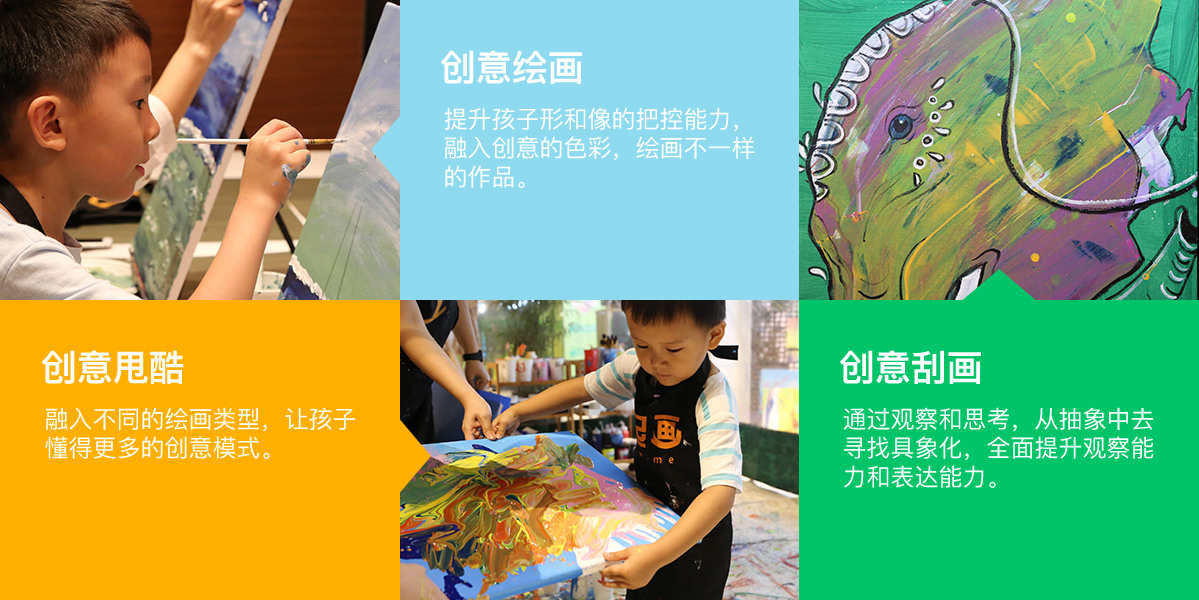 创意绘画
提升孩子形和像的把控能力，
融入创意的色彩，绘画不一样
的作品。
创意甩酷
融入不同的绘画类型，让孩子
懂得更多的创意模式。
画
me
创意刮画
通过观察和思考，从抽象中去
寻找具象化，全面提升观察能
力和表达能力。